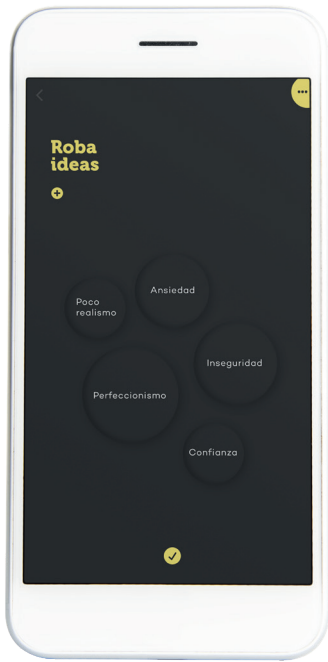 Roba
ideas
Ansiedad
Poco
realismo
Inseguridad
Perfeccionismo
Confianza